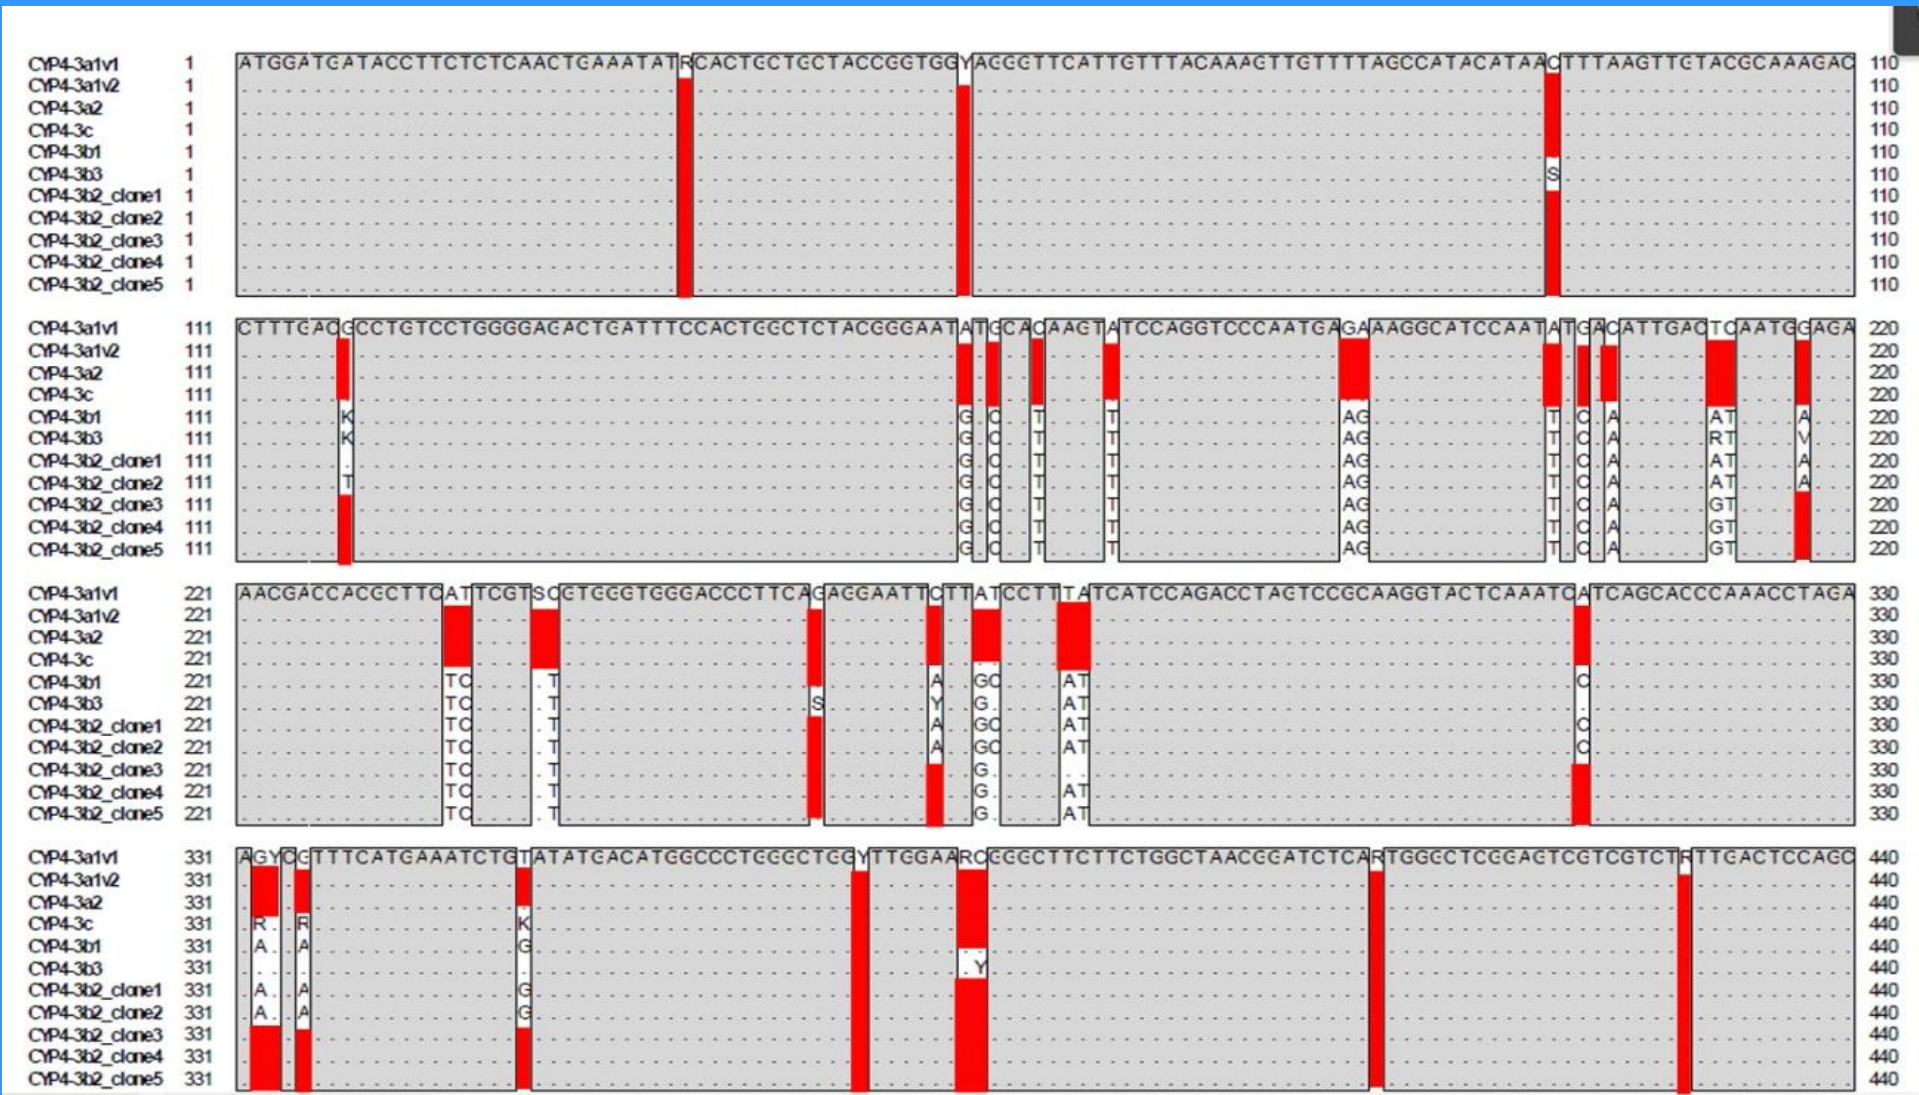 CYP4-3a1v1 1 ATGGATGATACCTTCTCTCAACTGAAATATRCACTGCTGCTACCGGTGGYAGGGTTCATTGTTTACAAAGTTGTTTTAGCCATACATAACTTTAAGTTGTACGCAAAGAC 110
CYP4-3a1v2 1 110
CYP4-3a2 1 110
CYP4-3c 1 110
CYP4-3b1 1 110
CYP4-3b3 1 S 110
CYP4-3b2_clone1 1 110
CYP4-3b2_clone2 1 110
CYP4-3b2_clone3 1 110
CYP4-3b2_clone4 1 110
CYP4-3b2_clone5 1 110
CYP4-3a1v1 111 CTTTGACGCCTGTCCTGGGGAGACTGATTTCCACTGGCTCTACGGGAATATGCACAAGTATCCAGGTCCCAATGAGAAAGGCATCCAATATGACATTGACTCAATGGAGA 220
CYP4-3a1v2 111 220
CYP4-3a2 111 220
CYP4-3c 111 220
CYP4-3b1 111 K G C T T AG T C A AT A 220
CYP4-3b3 111 K G C T T AG T C A RT V 220
CYP4-3b2_clone1 111 . G C T T AG T C A AT A 220
CYP4-3b2_clone2 111 T G C T T AG T C A AT A 220
CYP4-3b2_clone3 111 G C T T AG T C A GT 220
CYP4-3b2_clone4 111 G C T T AG T C A GT 220
CYP4-3b2_clone5 111 G C T T AG T C A GT 220
CYP4-3a1v1 221 AACGACCACGCTTCATTCGTSCGTGGGTGGGACCCTTCAGAGGAATTCTTATCCTTTATCATCCAGACCTAGTCCGCAAGGTACTCAAATCATCAGCACCCAAACCTAGA 330
CYP4-3a1v2 221 330
CYP4-3a2 221 330
CYP4-3c 221 330
CYP4-3b1 221 TC .T A GC AT C 330
CYP4-3b3 221 TC .T S Y G. AT . 330
CYP4-3b2_clone1 221 TC .T A GC AT C 330
CYP4-3b2_clone2 221 TC .T A GC AT C 330
CYP4-3b2_clone3 221 TC .T G. .. 330
CYP4-3b2_clone4 221 TC .T G. AT 330
CYP4-3b2_clone5 221 TC .T G. AT 330
CYP4-3a1v1 331 AGYCGTTTCATGAAATCTGTATATGACATGGCCCTGGGCTGGYTTGGAARCGGGCTTCTTCTGGCTAACGGATCTCARTGGGCTCGGAGTCGTCGTCTRTTGACTCCAGC 440
CYP4-3a1v2 331 440
CYP4-3a2 331 440
CYP4-3c 331 R. R K 440
CYP4-3b1 331 A. A G 440
CYP4-3b3 331 .. . . .Y 440
CYP4-3b2_clone1 331 A. A G 440
CYP4-3b2_clone2 331 A. A G 440
CYP4-3b2_clone3 331 440
CYP4-3b2_clone4 331 440
CYP4-3b2_clone5 331 440